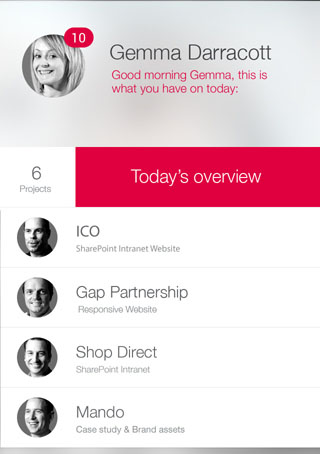 10
Gemma Darracott
Good morning Gemma, this is
what you have on today:
6
Projects
Today's overview
ICO
SharePoint Intranet Website
Gap Partnership
Responsive Website
Shop Direct
SharePoint Intranet
Mando
Case study & Brand assets